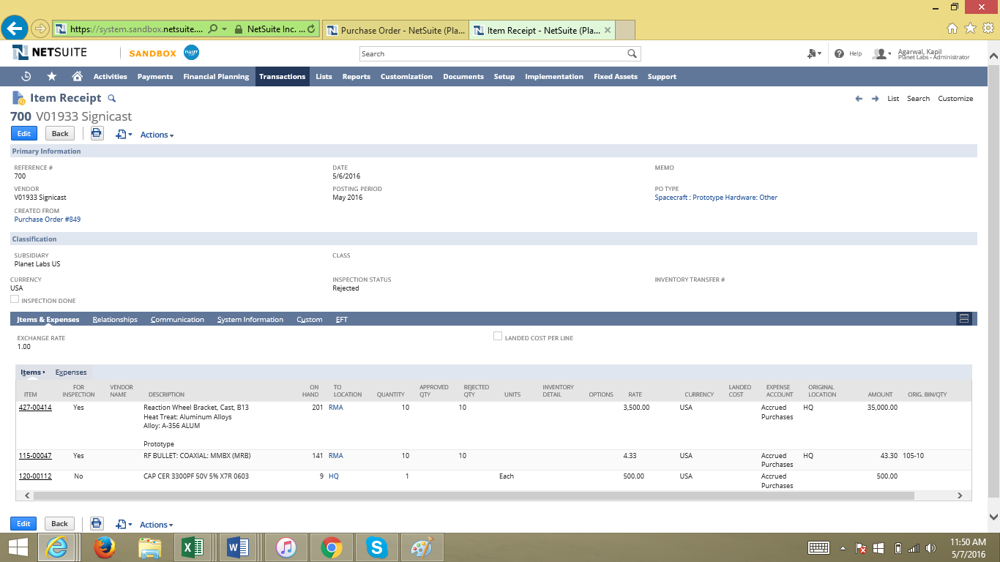 https://system.sandbox.netsuite....
NetSuite Inc. ...
Purchase Order - NetSuite (Pla...
Item Receipt - NetSuite (Pla...
NETSUITE
SANDBOX
Search
Help
Agarwal, Kapil
Planet Labs - Administrator
Activities Payments Financial Planning Transactions Lists Reports Customization Documents Setup Implementation Fixed Assets Support
Item Receipt
List Search Customize
700 V01933 Signicast
Edit Back Actions
Primary Information
REFERENCE # DATE MEMO
700 5/6/2016
VENDOR POSTING PERIOD PO TYPE
V01933 Signicast May 2016 Spacecraft : Prototype Hardware: Other
CREATED FROM
Purchase Order #849
Classification
SUBSIDIARY CLASS
Planet Labs US
CURRENCY INSPECTION STATUS INVENTORY TRANSFER #
USA Rejected
INSPECTION DONE
Items & Expenses Relationships Communication System Information Custom EFT
EXCHANGE RATE LANDED COST PER LINE
1.00
Items • Expenses
ITEM FOR INSPECTION VENDOR NAME DESCRIPTION ON HAND TO LOCATION QUANTITY APPROVED QTY REJECTED QTY UNITS INVENTORY DETAIL OPTIONS RATE CURRENCY LANDED COST EXPENSE ACCOUNT ORIGINAL LOCATION AMOUNT ORIG. BIN/QTY
427-00414 Yes Reaction Wheel Bracket, Cast, B13 201 RMA 10 10 3,500.00 USA Accrued HQ 35,000.00
Heat Treat: Aluminum Alloys Purchases
Alloy: A-356 ALUM
Prototype
115-00047 Yes RF BULLET: COAXIAL: MMBX (MRB) 141 RMA 10 10 4.33 USA Accrued HQ 43.30 105-10
Purchases
120-00112 No CAP CER 3300PF 50V 5% X7R 0603 9 HQ 1 Each 500.00 USA Accrued 500.00
Purchases
Edit Back Actions
11:50 AM
5/7/2016